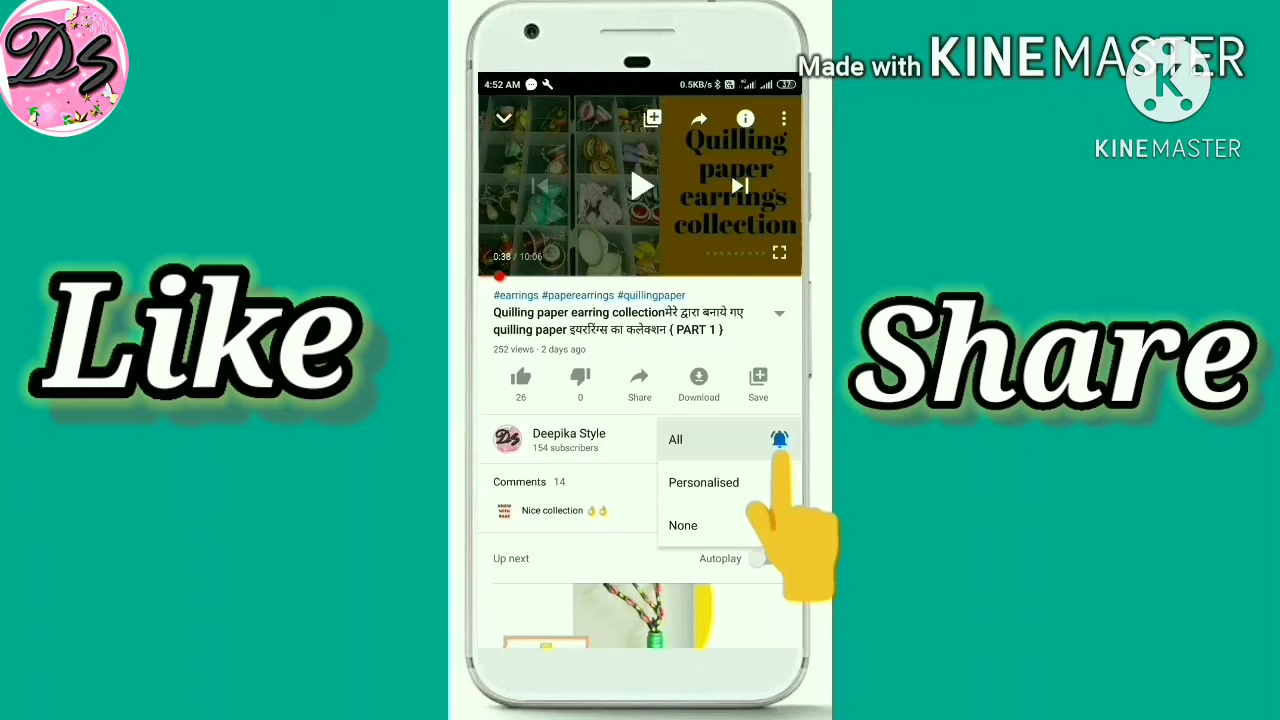 Ds
Made with KINEMASTER
K
KINEMASTER
4:52 AM
0.5KB/s
37
Quilling
paper
earrings
collection
0:38 / 10:06
#earrings #paperearrings #quillingpaper
Quilling paper earring collectionमेरे द्वारा बनाये गए
quilling paper इयररिंग्स का कलेक्शन { PART 1 }
252 views · 2 days ago
26
0
Share
Download
Save
Like
Share
Ds
Deepika Style
154 subscribers
All
Personalised
None
Comments 14
Nice collection 👌👌
Up next
Autoplay